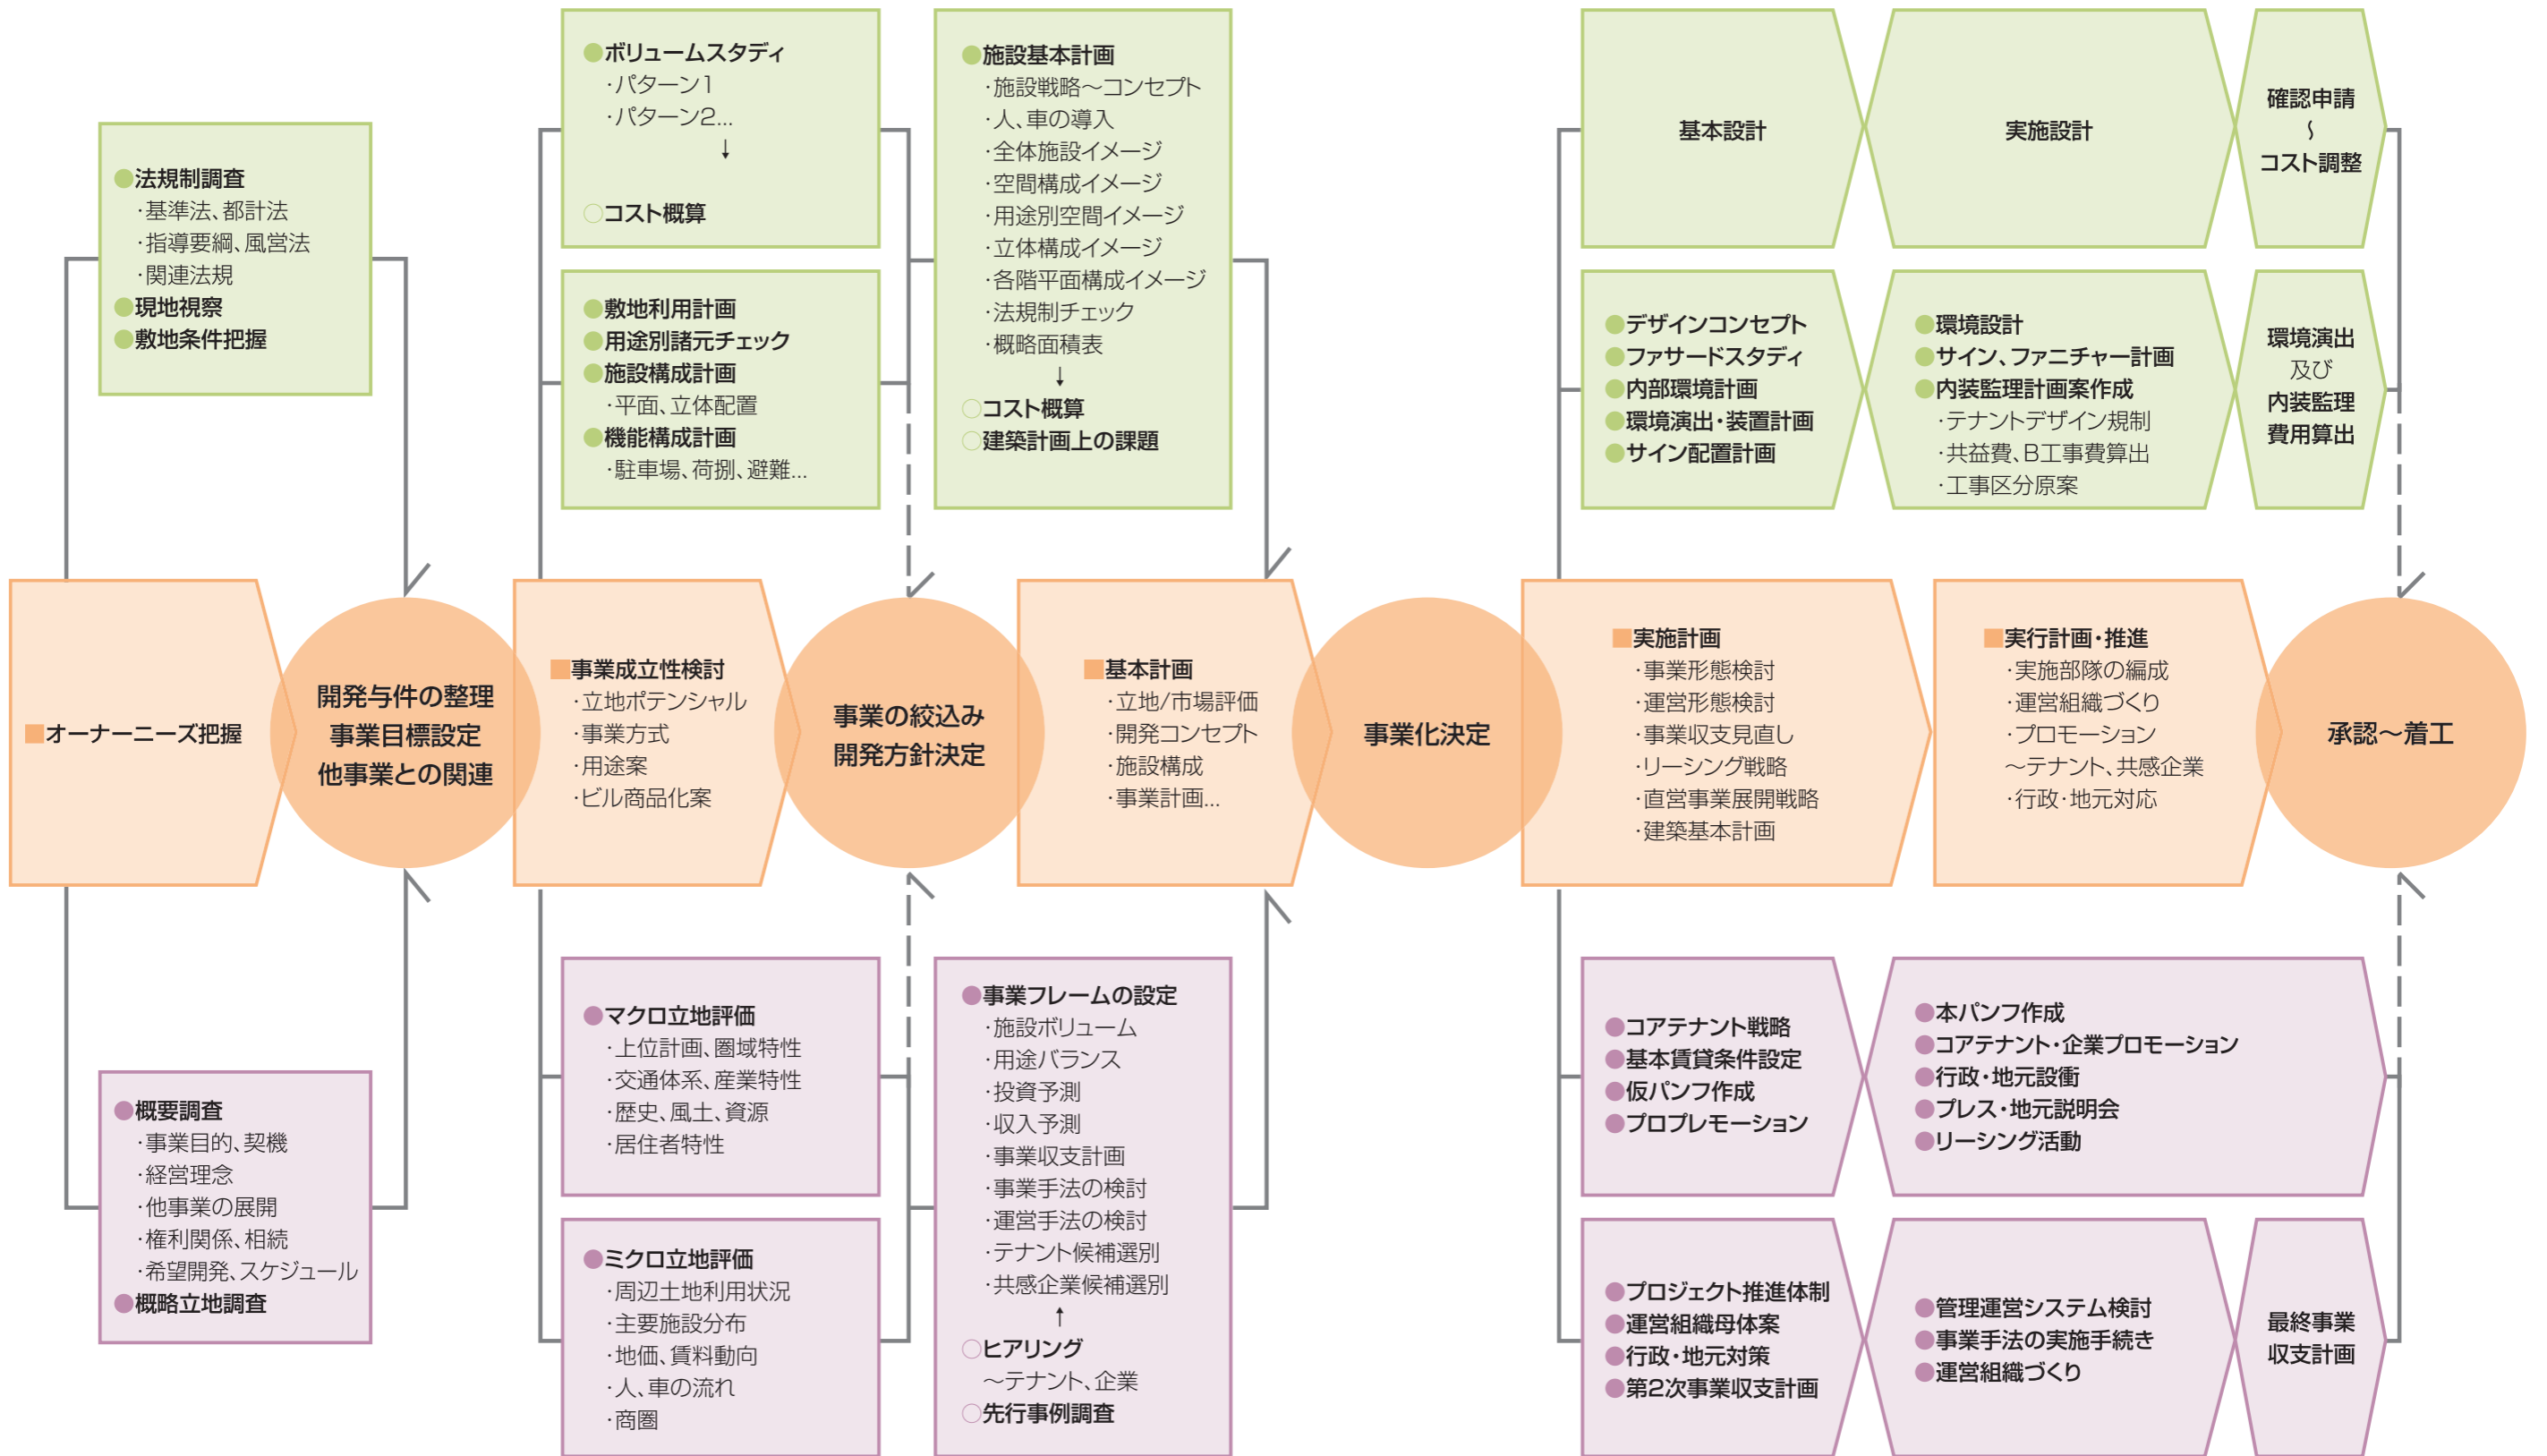 ●法規制調査
・基準法、都計法
・指導要綱、風営法
・関連法規
●現地視察
●敷地条件把握
●ボリュームスタディ
・パターン1
・パターン2...
↓
○コスト概算
●敷地利用計画
●用途別諸元チェック
●施設構成計画
・平面、立体配置
●機能構成計画
・駐車場、荷捌、避難...
●施設基本計画
・施設戦略～コンセプト
・人、車の導入
・全体施設イメージ
・空間構成イメージ
・用途別空間イメージ
・立体構成イメージ
・各階平面構成イメージ
・法規制チェック
・概略面積表
↓
○コスト概算
○建築計画上の課題
基本設計
実施設計
確認申請
～
コスト調整
●デザインコンセプト
●ファサードスタディ
●内部環境計画
●環境演出・装置計画
●サイン配置計画
●環境設計
●サイン、ファニチャー計画
●内装監理計画案作成
・テナントデザイン規制
・共益費、B工事費算出
・工事区分原案
環境演出
及び
内装監理
費用算出
■オーナーニーズ把握
開発与件の整理
事業目標設定
他事業との関連
■事業成立性検討
・立地ポテンシャル
・事業方式
・用途案
・ビル商品化案
事業の絞込み
開発方針決定
■基本計画
・立地/市場評価
・開発コンセプト
・施設構成
・事業計画...
事業化決定
■実施計画
・事業形態検討
・運営形態検討
・事業収支見直し
・リーシング戦略
・直営事業展開戦略
・建築基本計画
■実行計画・推進
・実施部隊の編成
・運営組織づくり
・プロモーション
～テナント、共感企業
・行政・地元対応
承認～着工
●概要調査
・事業目的、契機
・経営理念
・他事業の展開
・権利関係、相続
・希望開発、スケジュール
●概略立地調査
●マクロ立地評価
・上位計画、圏域特性
・交通体系、産業特性
・歴史、風土、資源
・居住者特性
●ミクロ立地評価
・周辺土地利用状況
・主要施設分布
・地価、賃料動向
・人、車の流れ
・商圏
●事業フレームの設定
・施設ボリューム
・用途バランス
・投資予測
・収入予測
・事業収支計画
・事業手法の検討
・運営手法の検討
・テナント候補選別
・共感企業候補選別
↑
○ヒアリング
～テナント、企業
○先行事例調査
●コアテナント戦略
●基本賃貸条件設定
●仮パンフ作成
●プロプレモーション
●本パンフ作成
●コアテナント・企業プロモーション
●行政・地元設衝
●プレス・地元説明会
●リーシング活動
●プロジェクト推進体制
●運営組織母体案
●行政・地元対策
●第2次事業収支計画
●管理運営システム検討
●事業手法の実施手続き
●運営組織づくり
最終事業
収支計画